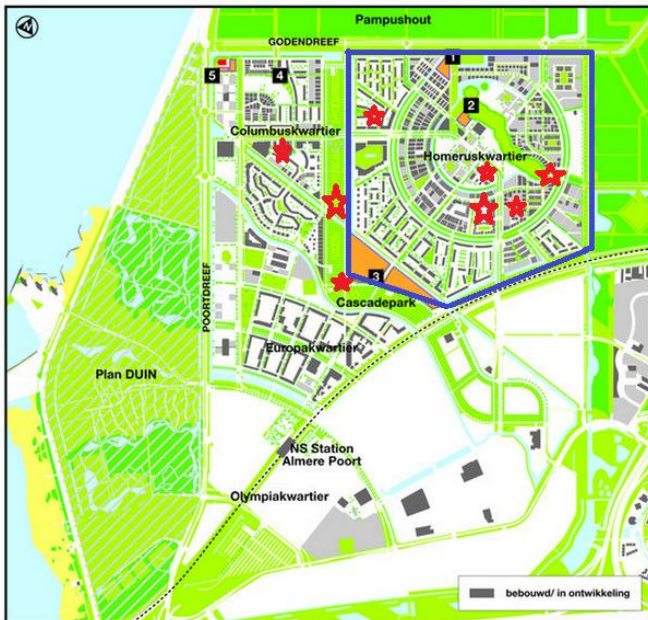 Pampushout
GODENDREEF
1
5
4
2
Columbuskwartier
Homeruskwartier
3
Cascadepark
POORTDREEF
Europakwartier
Plan DUIN
NS Station
Almere Poort
Olympiakwartier
bebouwd/ in ontwikkeling